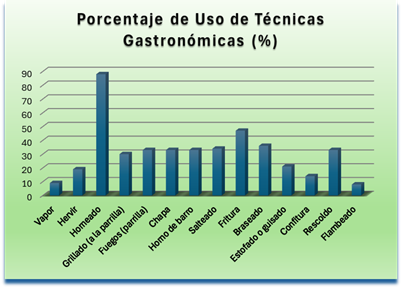 Porcentaje de Uso de Técnicas
Gastronómicas (%)
90
80
70
60
50
40
30
20
10
0
Vapor
Hervir
Horneado
Grillado (a la parrilla)
Fuegos (parrilla)
Chapa
Horno de barro
Salteado
Fritura
Braseado
Estofado o guisado
Confitura
Rescoldo
Flambeado